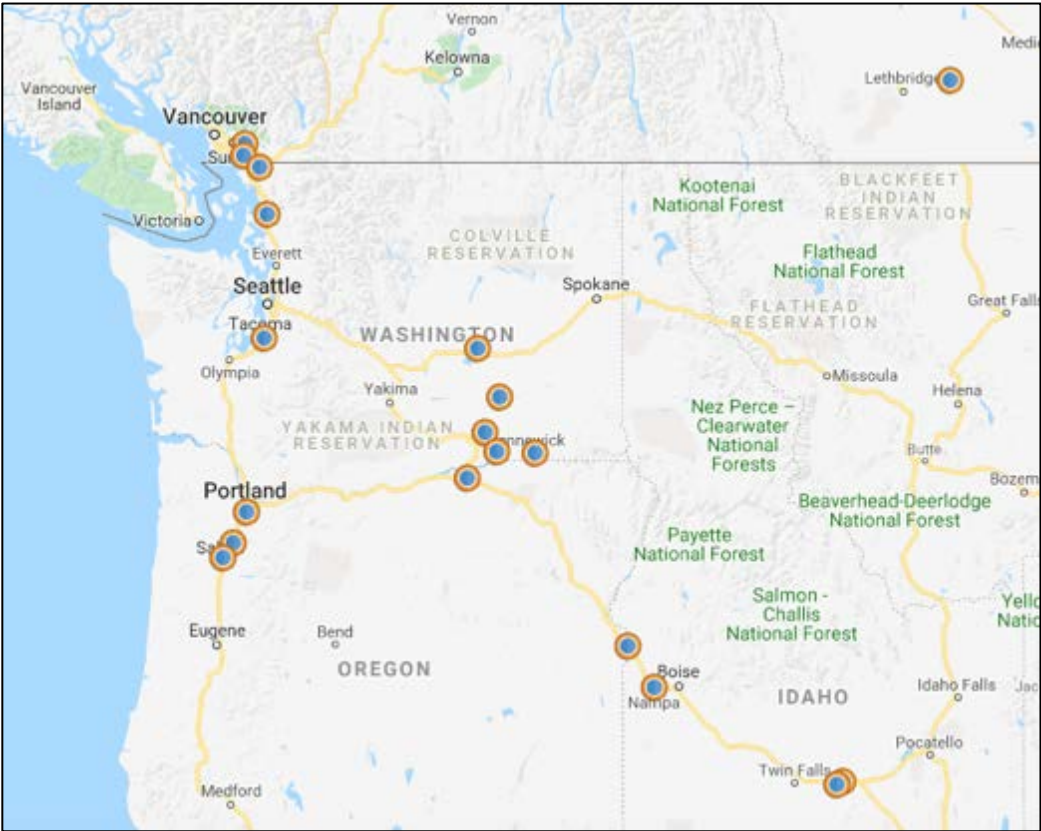 Vernon
Kelowna
Medi
Lethbridg
Vancouver
Island
Vancouver
Su
Kootenai
National Forest
BLACKFEET
INDIAN
RESERVATION
Victoria
COLVILLE
RESERVATION
Everett
Flathead
National Forest
Seattle
Spokane
Great Fall
FLATHEAD
RESERVATION
Tacoma
WASHINGTON
Olympia
Missoula
Yakima
Helena
Nez Perce –
Clearwater
National
Forests
YAKAMA INDIAN
RESERVATION
nnewick
Butte
Bozem
Portland
Beaverhead-Deerlodge
National Forest
Sal
Payette
National Forest
Salmon -
Challis
National Forest
Yello
Natio
Eugene
Bend
OREGON
Boise
Nampa
IDAHO
Idaho Falls
Jac
Pocatello
Twin Falls
Medford